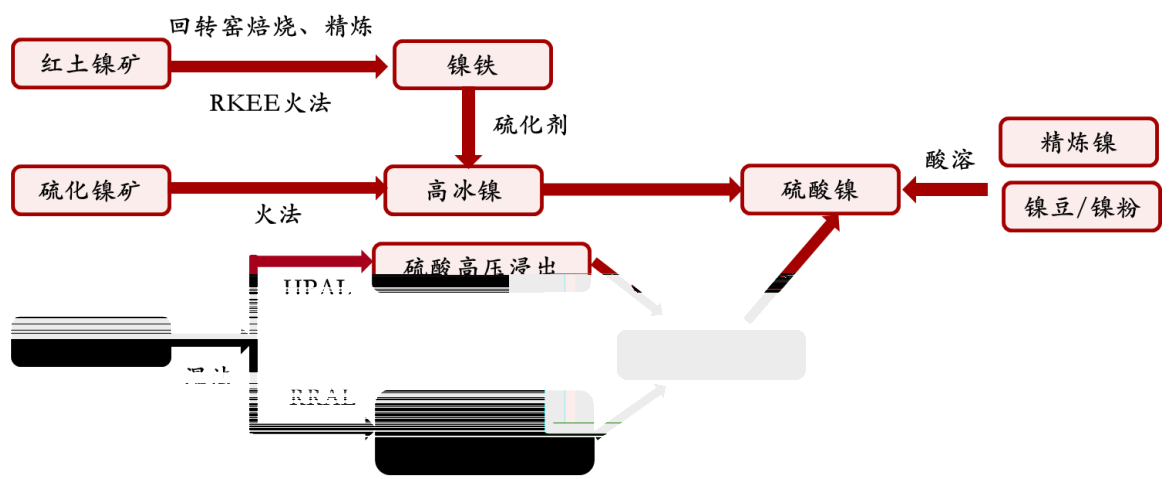 回转窑焙烧、精炼
红土镍矿
镍铁
RKEE火法
硫化剂
精炼镍
酸溶
硫化镍矿
高冰镍
硫酸镍
火法
镍豆/镍粉
硫酸高压浸出
HPAL
RRAL